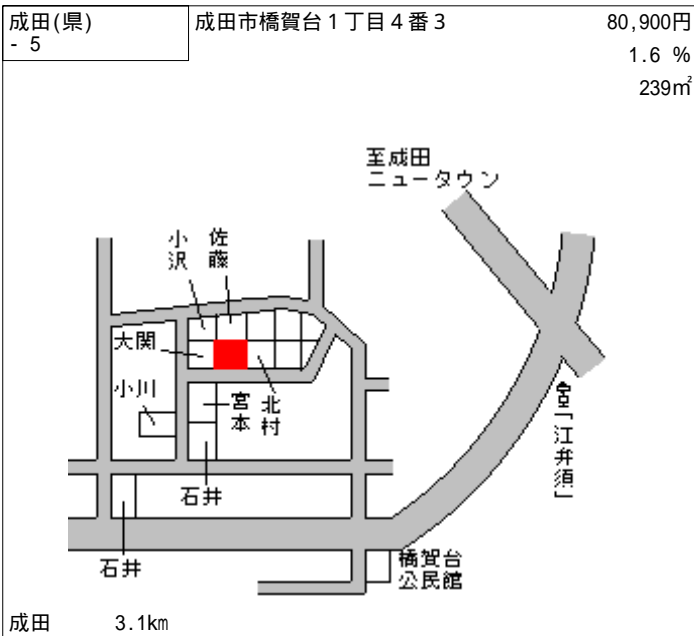 成田(県)
- 5
成田市橋賀台１丁目４番３
80,900円
1.6 %
239㎡
至成田
ニュータウン
小沢
佐藤
大関
小川
宮本
北村
石井
石井
「江弁須」
橋賀台
公民館
成田 3.1㎞